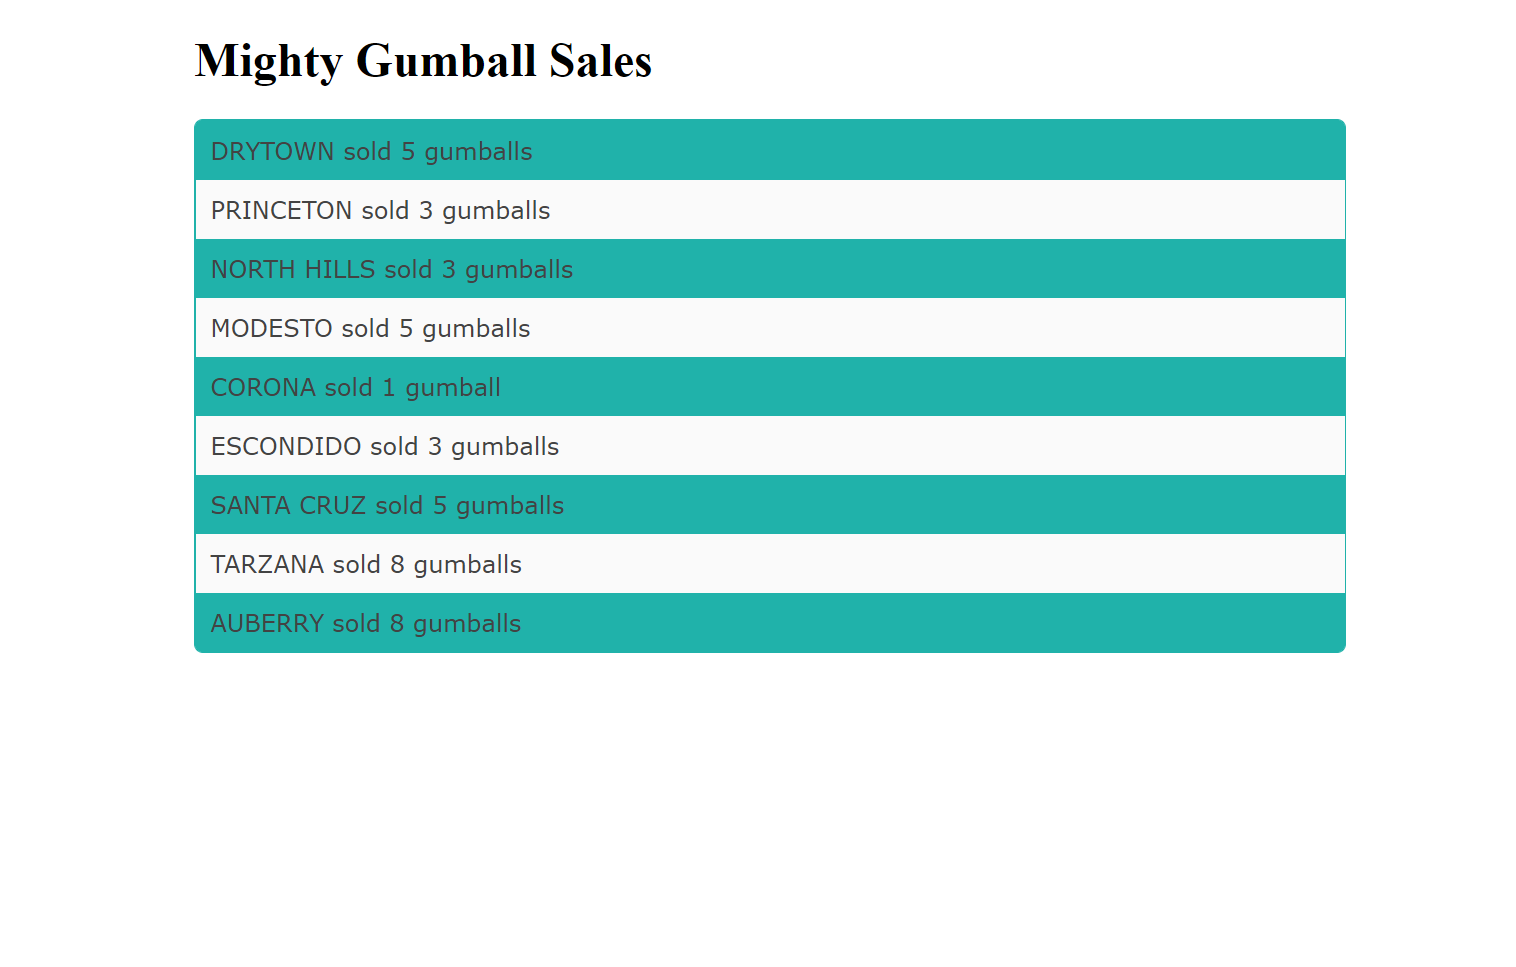 Mighty Gumball Sales
DRYTOWN sold 5 gumballs
PRINCETON sold 3 gumballs
NORTH HILLS sold 3 gumballs
MODESTO sold 5 gumballs
CORONA sold 1 gumball
ESCONDIDO sold 3 gumballs
SANTA CRUZ sold 5 gumballs
TARZANA sold 8 gumballs
AUBERRY sold 8 gumballs